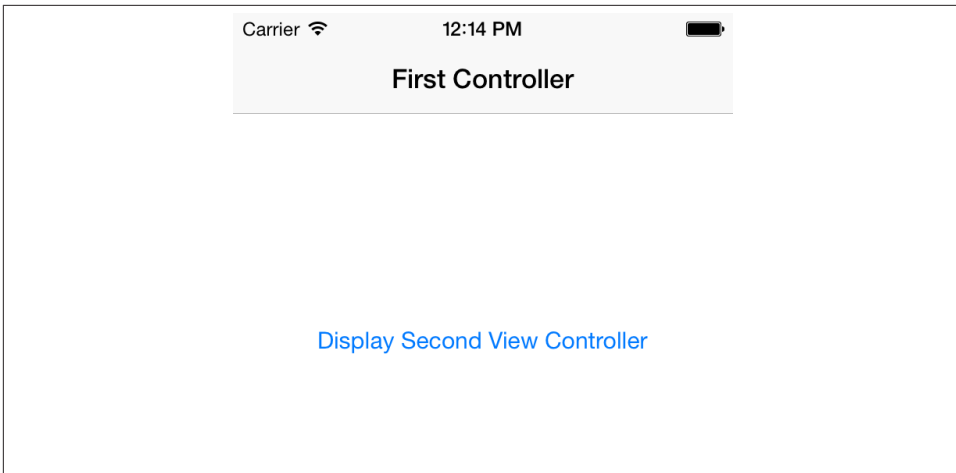 Carrier 12:14 PM
First Controller
Display Second View Controller